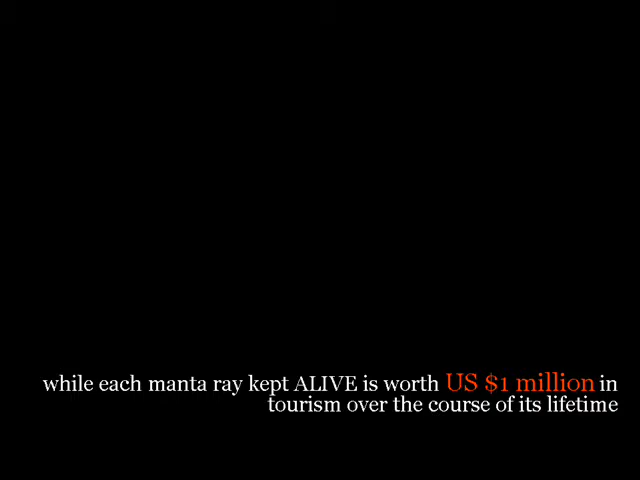 while each manta ray kept ALIVE is worth US $1 million in
tourism over the course of its lifetime